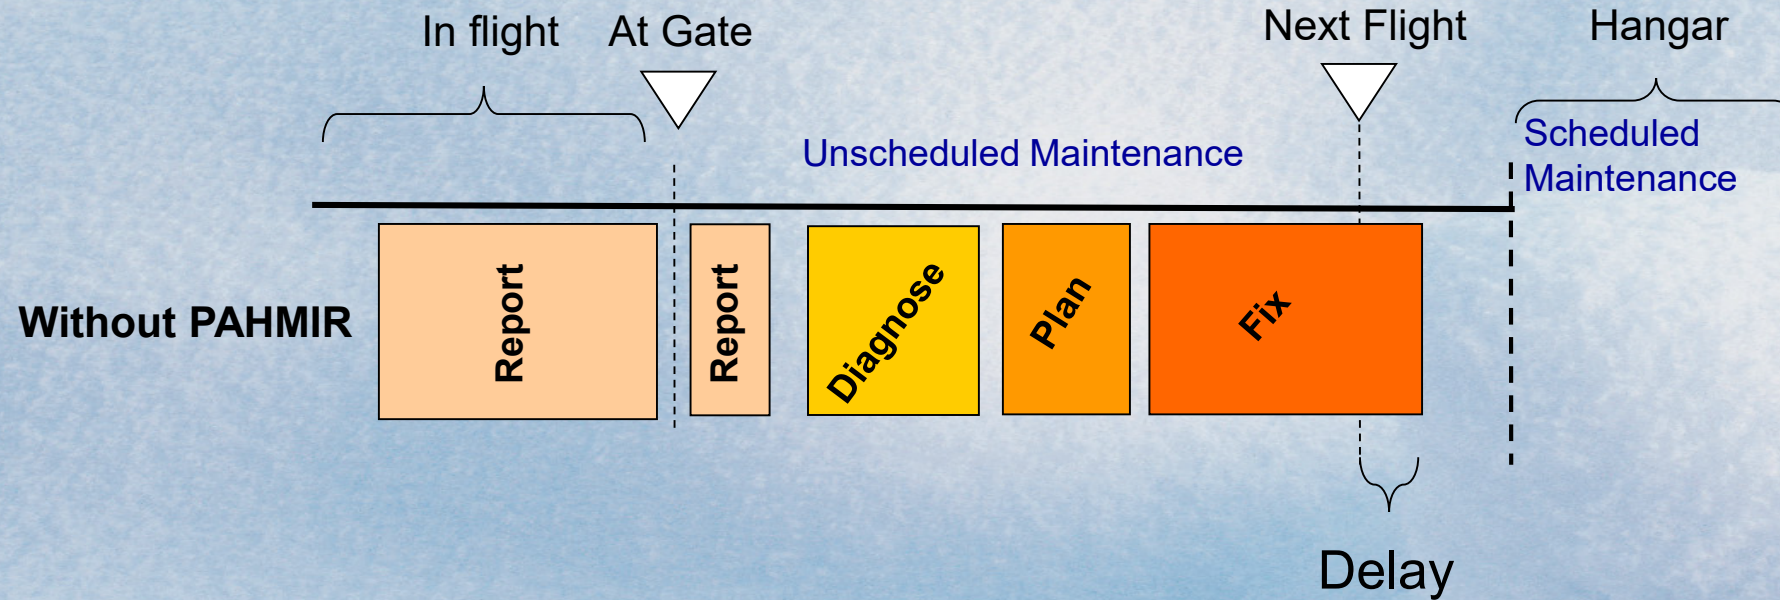 In flight
At Gate
Next Flight
Hangar
Unscheduled Maintenance
Scheduled
Maintenance
Without PAHMIR
Report
Report
Diagnose
Plan
Fix
Delay